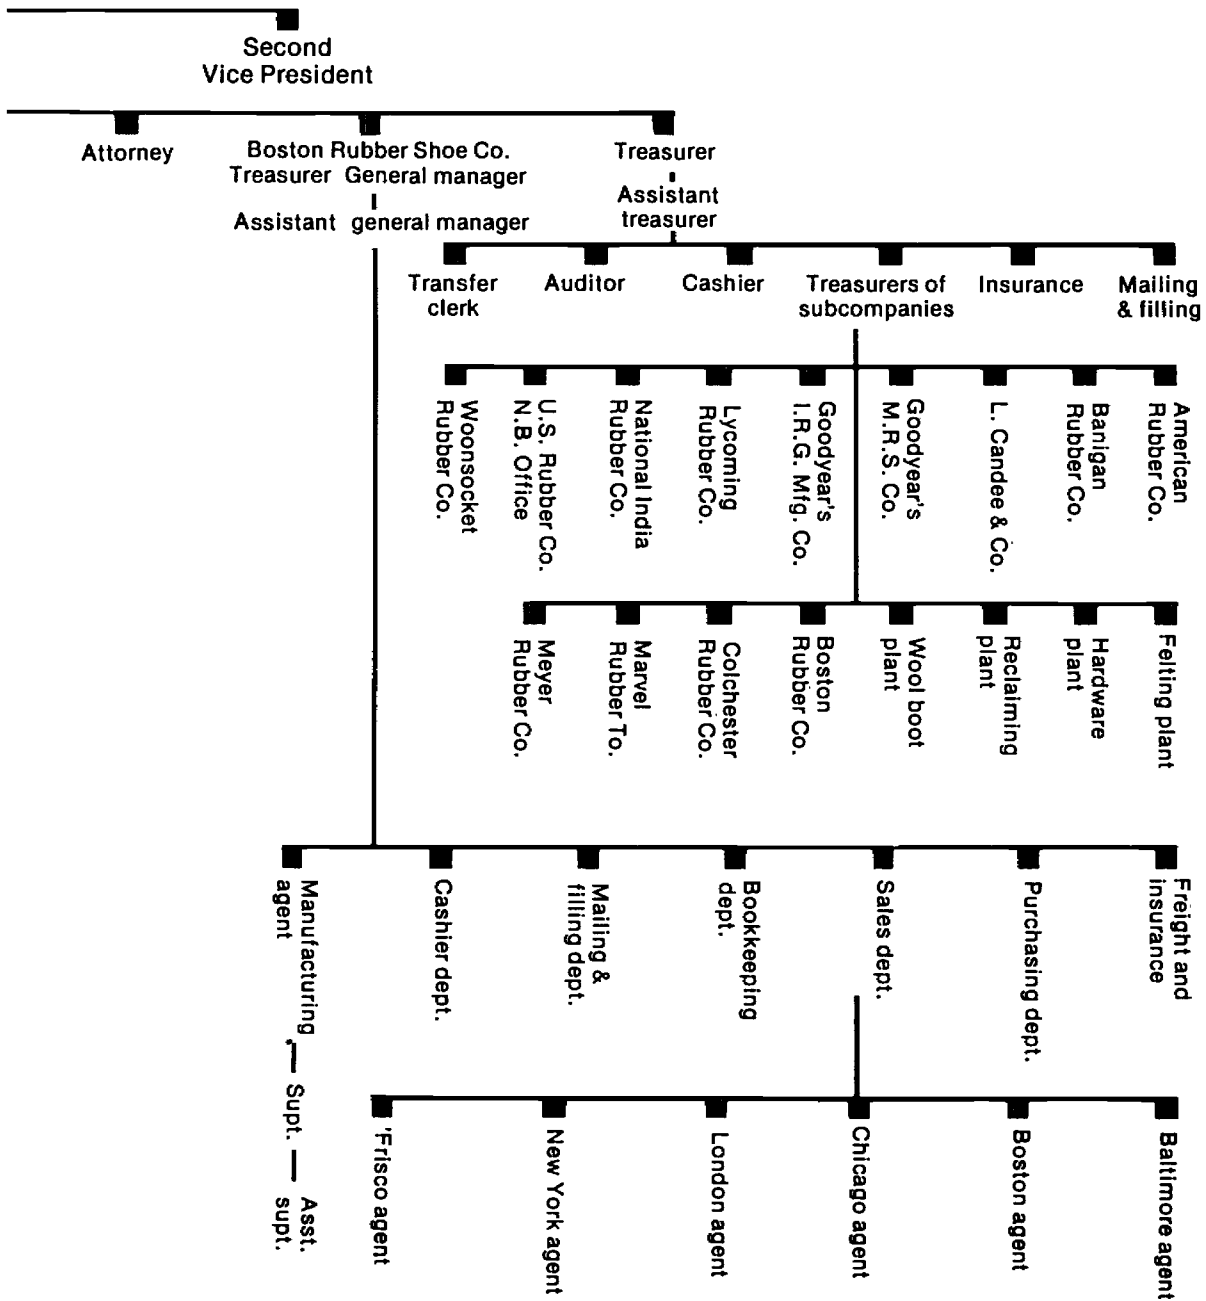 Second
Vice President
Attorney
Boston Rubber Shoe Co.
Treasurer General manager
Treasurer
Assistant general manager
Assistant
treasurer
Transfer
clerk
Auditor
Cashier
Treasurers of
subcompanies
Insurance
Mailing
& filling
Woonsocket
Rubber Co.
U.S. Rubber Co.
N.B. Office
National India
Rubber Co.
Lycoming
Rubber Co.
Goodyear's
I.R.G. Mfg. Co.
Goodyear's
M.R.S. Co.
L. Candee & Co.
Banigan
Rubber Co.
American
Rubber Co.
Meyer
Rubber Co.
Marvel
Rubber To.
Colchester
Rubber Co.
Boston
Rubber Co.
Wool boot
plant
Reclaiming
plant
Hardware
plant
Felting plant
Manufacturing
agent
Supt.
Asst.
supt.
Cashier dept.
Mailing &
filling dept.
Bookkeeping
dept.
Sales dept.
Purchasing dept.
Freight and
insurance
'Frisco agent
New York agent
London agent
Chicago agent
Boston agent
Baltimore agent